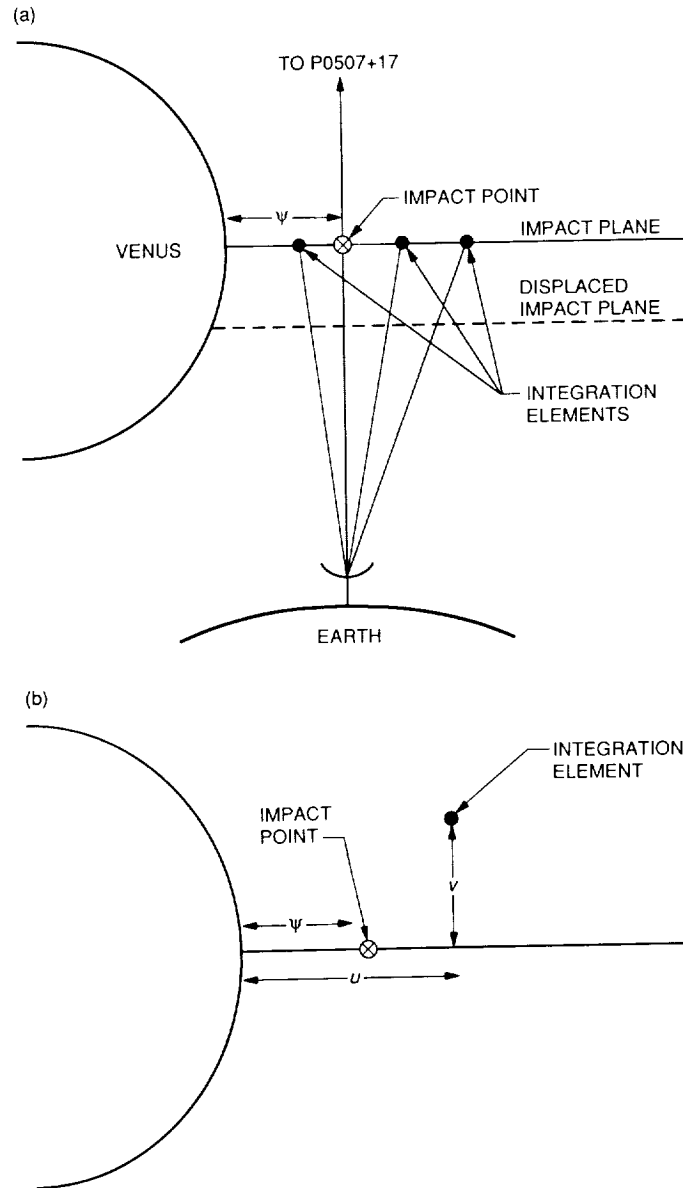 (a)
TO P0507+17
ψ
IMPACT POINT
IMPACT PLANE
VENUS
DISPLACED
IMPACT PLANE
INTEGRATION
ELEMENTS
EARTH
(b)
INTEGRATION
ELEMENT
IMPACT
POINT
v
ψ
u